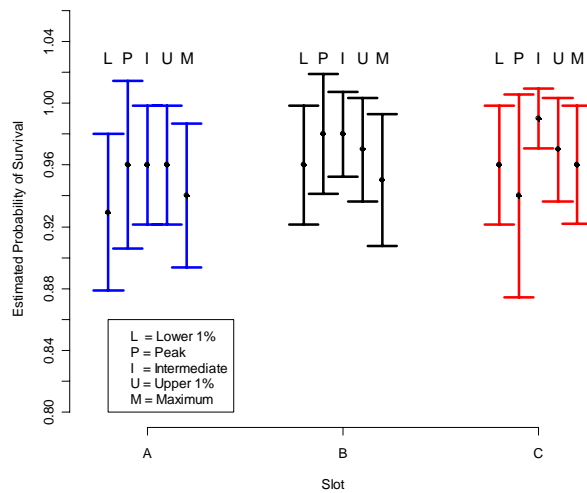 L P I U M
L P I U M
L P I U M
Estimated Probability of Survival
1.04
1.00
0.96
0.92
0.88
0.84
0.80
L = Lower 1%
P = Peak
I = Intermediate
U = Upper 1%
M = Maximum
A B C
Slot